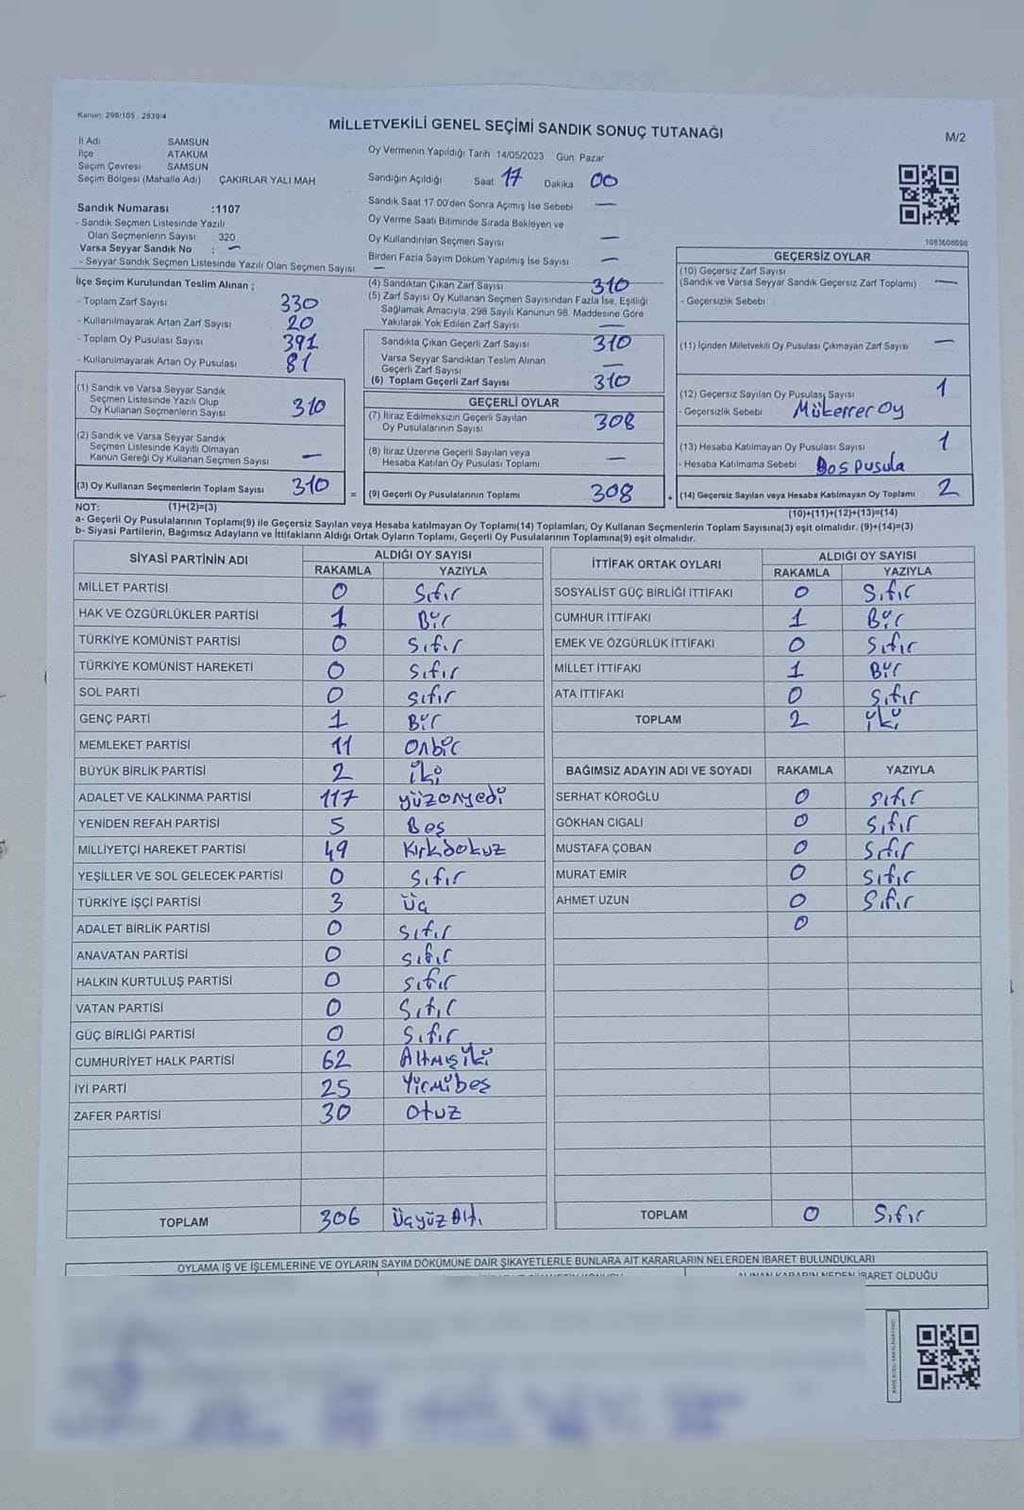 Kanun: 298/105, 2839/4
MİLLETVEKİLİ GENEL SEÇİMİ SANDIK SONUÇ TUTANAĞI
M/2
İl Adı SAMSUN
İlçe ATAKUM
Seçim Çevresi SAMSUN
Seçim Bölgesi (Mahalle Adı) ÇAKIRLAR YALI MAH
Sandık Numarası :1107
- Sandık Seçmen Listesinde Yazılı
Olan Seçmenlerin Sayısı 320
Varsa Seyyar Sandık No : —
- Seyyar Sandık Seçmen Listesinde Yazılı Olan Seçmen Sayısı —
Oy Vermenin Yapıldığı Tarih 14/05/2023 Gün Pazar
Sandığın Açıldığı Saat 17 Dakika 00
Sandık Saat 17.00'den Sonra Açımış İse Sebebi —
Oy Verme Saati Bitiminde Sırada Bekleyen ve
Oy Kullandırılan Seçmen Sayısı —
Birden Fazla Sayım Döküm Yapılmış İse Sayısı —
İlçe Seçim Kurulundan Teslim Alınan ;
- Toplam Zarf Sayısı 330
- Kullanılmayarak Artan Zarf Sayısı 20
- Toplam Oy Pusulası Sayısı 391
- Kullanılmayarak Artan Oy Pusulası 81
(1) Sandık ve Varsa Seyyar Sandık
Seçmen Listesinde Yazılı Olup
Oy Kullanan Seçmenlerin Sayısı 310
(2) Sandık ve Varsa Seyyar Sandık
Seçmen Listesinde Kayıtlı Olmayan
Kanun Gereği Oy Kullanan Seçmen Sayısı —
(3) Oy Kullanan Seçmenlerin Toplam Sayısı 310
(4) Sandıktan Çıkan Zarf Sayısı 310
(5) Zarf Sayısı Oy Kullanan Seçmen Sayısından Fazla İse, Eşitliği
Sağlamak Amacıyla, 298 Sayılı Kanunun 98. Maddesine Göre
Yakılarak Yok Edilen Zarf Sayısı —
Sandıkta Çıkan Geçerli Zarf Sayısı 310
Varsa Seyyar Sandıktan Teslim Alınan
Geçerli Zarf Sayısı —
(6) Toplam Geçerli Zarf Sayısı 310
GEÇERLİ OYLAR
(7) İtiraz Edilmeksizin Geçerli Sayılan
Oy Pusulalarının Sayısı 308
(8) İtiraz Üzerine Geçerli Sayılan veya
Hesaba Katılan Oy Pusulası Toplamı —
= (9) Geçerli Oy Pusulalarının Toplamı 308
GEÇERSİZ OYLAR
(10) Geçersiz Zarf Sayısı
(Sandık ve Varsa Seyyar Sandık Geçersiz Zarf Toplamı) —
- Geçersizlik Sebebi
(11) İçinden Milletvekili Oy Pusulası Çıkmayan Zarf Sayısı —
(12) Geçersiz Sayılan Oy Pusulası Sayısı 1
- Geçersizlik Sebebi Mükerrer Oy
(13) Hesaba Katılmayan Oy Pusulası Sayısı 1
- Hesaba Katılmama Sebebi Boş pusula
(14) Geçersiz Sayılan veya Hesaba Katılmayan Oy Toplamı 2
NOT: (1)+(2)=(3)
(10)+(11)+(12)+(13)=(14)
a- Geçerli Oy Pusulalarının Toplamı(9) ile Geçersiz Sayılan veya Hesaba katılmayan Oy Toplamı(14) Toplamları, Oy Kullanan Seçmenlerin Toplam Sayısına(3) eşit olmalıdır. (9)+(14)=(3)
b- Siyasi Partilerin, Bağımsız Adayların ve İttifakların Aldığı Ortak Oyların Toplamı, Geçerli Oy Pusulalarının Toplamına(9) eşit olmalıdır.
SİYASİ PARTİNİN ADI ALDIĞI OY SAYISI
RAKAMLA YAZIYLA
MİLLET PARTİSİ 0 Sıfır
HAK VE ÖZGÜRLÜKLER PARTİSİ 1 Bir
TÜRKİYE KOMÜNİST PARTİSİ 0 Sıfır
TÜRKİYE KOMÜNİST HAREKETİ 0 Sıfır
SOL PARTİ 0 Sıfır
GENÇ PARTİ 1 Bir
MEMLEKET PARTİSİ 11 Onbir
BÜYÜK BİRLİK PARTİSİ 2 iki
ADALET VE KALKINMA PARTİSİ 117 yüzonyedi
YENİDEN REFAH PARTİSİ 5 Beş
MİLLİYETÇİ HAREKET PARTİSİ 49 Kırkdokuz
YEŞİLLER VE SOL GELECEK PARTİSİ 0 Sıfır
TÜRKİYE İŞÇİ PARTİSİ 3 üç
ADALET BİRLİK PARTİSİ 0 Sıfır
ANAVATAN PARTİSİ 0 Sıfır
HALKIN KURTULUŞ PARTİSİ 0 Sıfır
VATAN PARTİSİ 0 Sıfır
GÜÇ BİRLİĞİ PARTİSİ 0 Sıfır
CUMHURİYET HALK PARTİSİ 62 Altmışiki
İYİ PARTİ 25 Yirmibeş
ZAFER PARTİSİ 30 Otuz
TOPLAM 306 Üçyüz Altı
İTTİFAK ORTAK OYLARI ALDIĞI OY SAYISI
RAKAMLA YAZIYLA
SOSYALİST GÜÇ BİRLİĞİ İTTİFAKI 0 Sıfır
CUMHUR İTTİFAKI 1 Bir
EMEK VE ÖZGÜRLÜK İTTİFAKI 0 Sıfır
MİLLET İTTİFAKI 1 Bir
ATA İTTİFAKI 0 Sıfır
TOPLAM 2 iki
BAĞIMSIZ ADAYIN ADI VE SOYADI RAKAMLA YAZIYLA
SERHAT KÖROĞLU 0 Sıfır
GÖKHAN CIGALI 0 Sıfır
MUSTAFA ÇOBAN 0 Sıfır
MURAT EMİR 0 Sıfır
AHMET UZUN 0 Sıfır
0
TOPLAM 0 Sıfır
OYLAMA İŞ VE İŞLEMLERİNE VE OYLARIN SAYIM DÖKÜMÜNE DAİR ŞİKAYETLERLE BUNLARA AİT KARARLARIN NELERDEN İBARET BULUNDUKLARI
ALINAN KARARIN NEDEN İBARET OLDUĞU